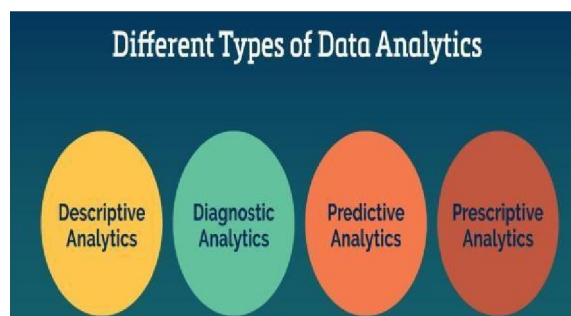 Different Types of Data Analytics
Descriptive
Analytics
Diagnostic
Analytics
Predictive
Analytics
Prescriptive
Analytics